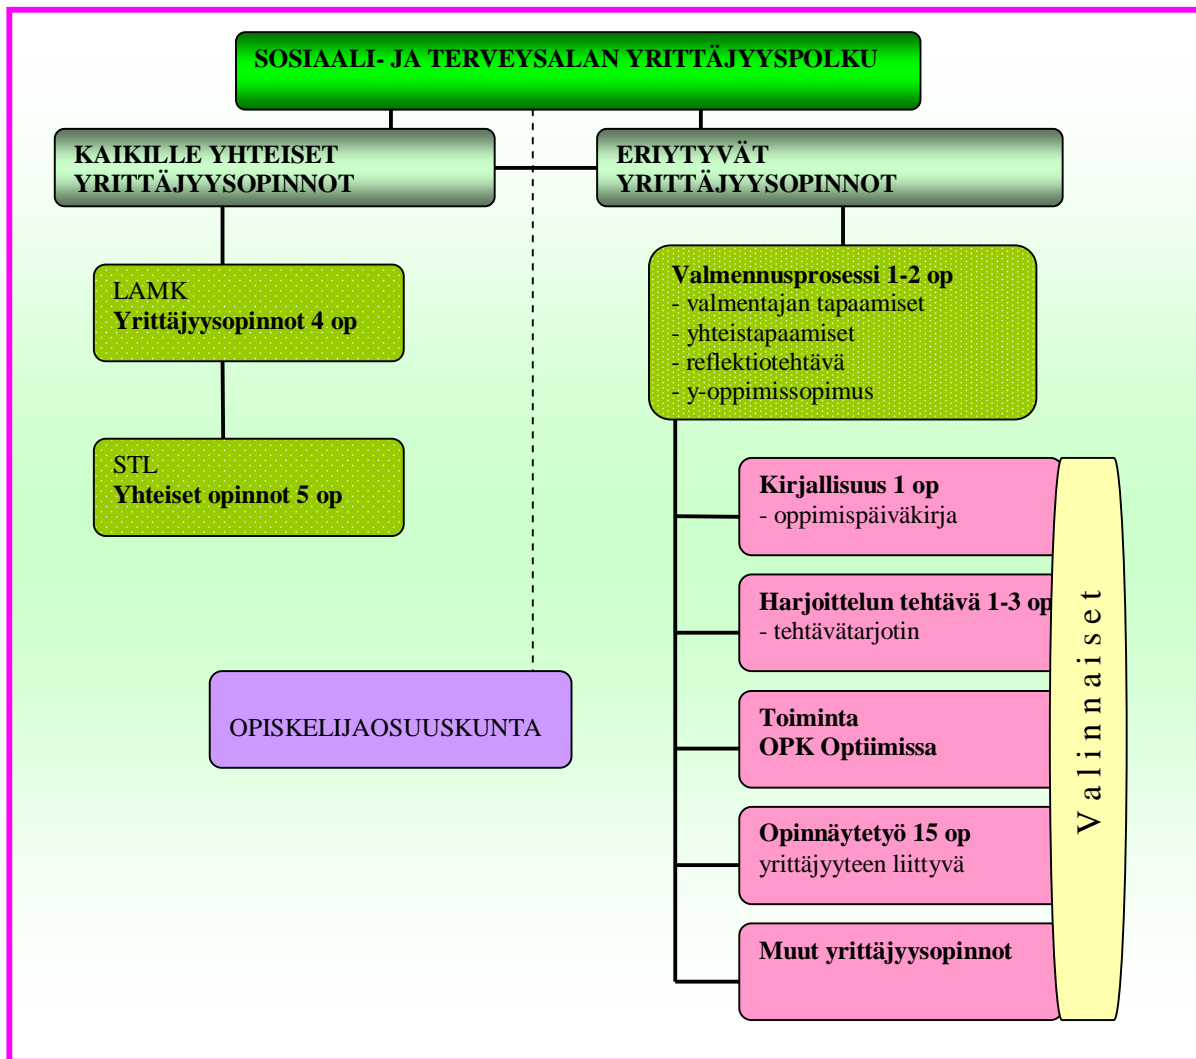 SOSIAALI- JA TERVEYSALAN YRITTÄJYYSPOLKU
KAIKILLE YHTEISET
YRITTÄJYYSOPINNOT
ERIYTYVÄT
YRITTÄJYYSOPINNOT
LAMK
Yrittäjyysopinnot 4 op
STL
Yhteiset opinnot 5 op
OPISKELIJAOSUUSKUNTA
Valmennusprosessi 1-2 op
- valmentajan tapaamiset
- yhteistapaamiset
- reflektiotehtävä
- y-oppimissopimus
Kirjallisuus 1 op
- oppimispäiväkirja
Harjoittelun tehtävä 1-3 op
- tehtävätarjotin
Toiminta
OPK Optiimissa
Opinnäytetyö 15 op
yrittäjyyteen liittyvä
Muut yrittäjyysopinnot
Valinnnaiset